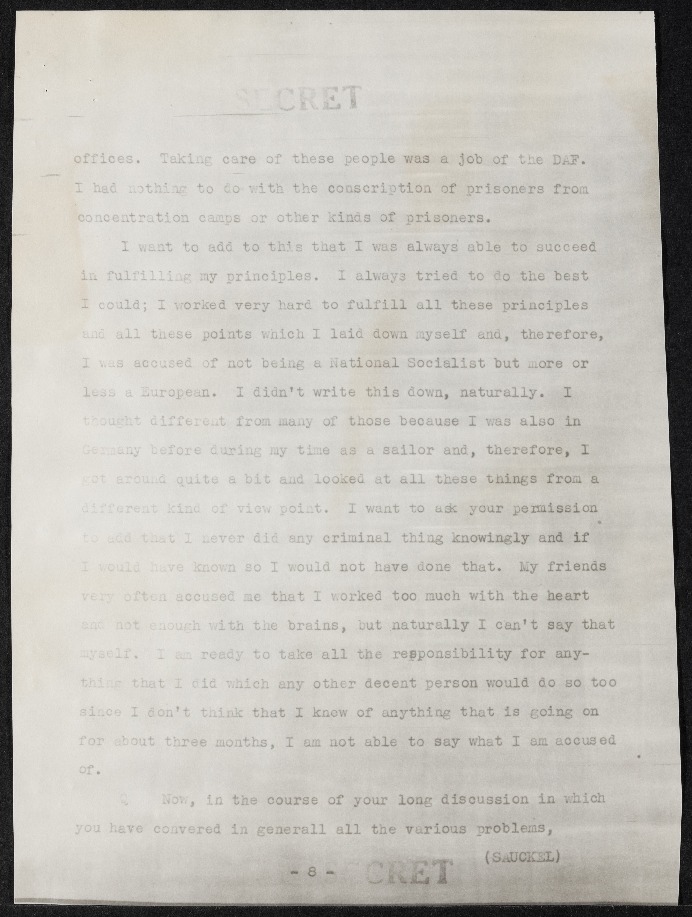 SECRET
offices. Taking care of these people was a job of the DAF.
I had nothing to do with the conscription of prisoners from
concentration camps or other kinds of prisoners.
I want to add to this that I was always able to succeed
in fulfilling my principles. I always tried to do the best
I could; I worked very hard to fulfill all these principles
and all these points which I laid down myself and, therefore,
I was accused of not being a National Socialist but more or
less a European. I didn't write this down, naturally. I
thought different from many of those because I was also in
Germany before during my time as a sailor and, therefore, I
got around quite a bit and looked at all these things from a
different kind of view point. I want to ask your permission
to add that I never did any criminal thing knowingly and if
I would have known so I would not have done that. My friends
very often accused me that I worked too much with the heart
and not enough with the brains, but naturally I can't say that
myself. I am ready to take all the responsibility for any-
thing that I did which any other decent person would do so too
since I don't think that I know of anything that is going on
for about three months, I am not able to say what I am accused
of.
Q Now, in the course of your long discussion in which
you have convered in generall all the various problems,
(SAUCKEL)
- 8 -
SECRET